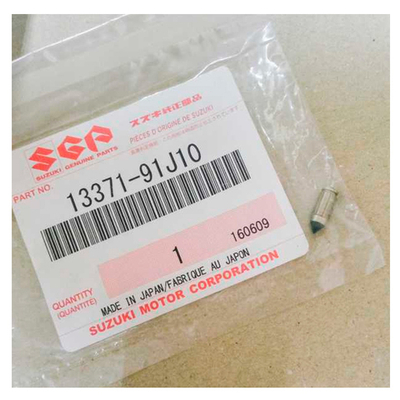 スズキ純正部品
SGP
SUZUKI GENUINE PARTS
PIÈCES D'ORIGINE DE SUZUKI
PART NO.
13371-91J10
QUANTITY
(QUANTITÉ)
1
160609
MADE IN JAPAN/FABRIQUE AU JAPON
SUZUKI MOTOR CORPORATION